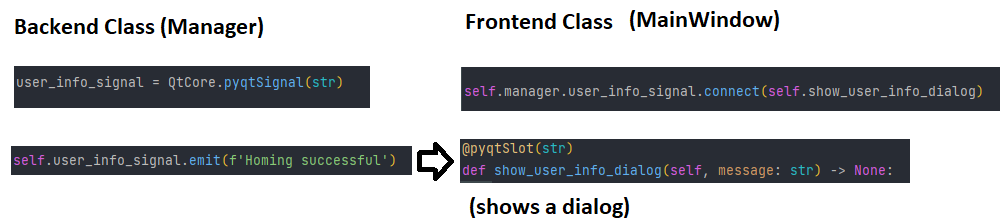 Backend Class (Manager)
Frontend Class (MainWindow)
user_info_signal = QtCore.pyqtSignal(str)
self.manager.user_info_signal.connect(self.show_user_info_dialog)
self.user_info_signal.emit(f'Homing successful')
@pyqtSlot(str)
def show_user_info_dialog(self, message: str) -> None:
(shows a dialog)